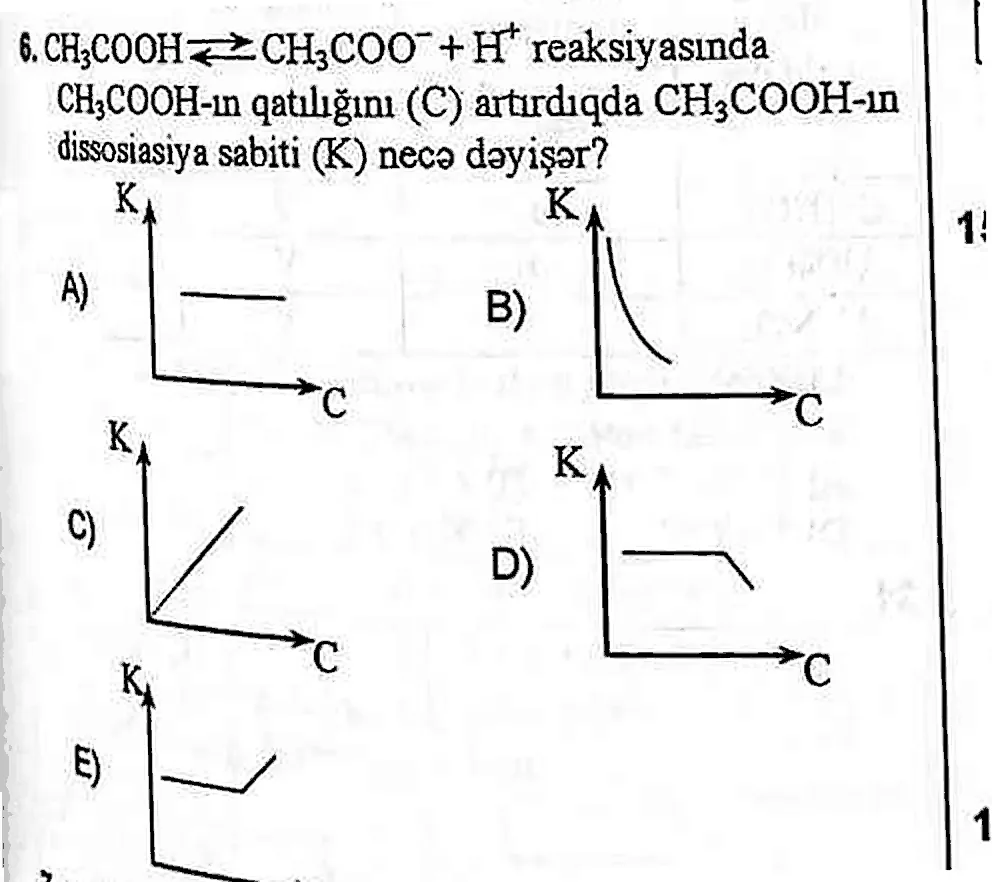 6. CH₃COOH ⇄ CH₃COO⁻ + H⁺ reaksiyasında
CH₃COOH-ın qatılığını (C) artırdıqda CH₃COOH-ın
dissosiasiya sabiti (K) necə dəyişər?
A) K C
B) K C
C) K C
D) K C
E) K